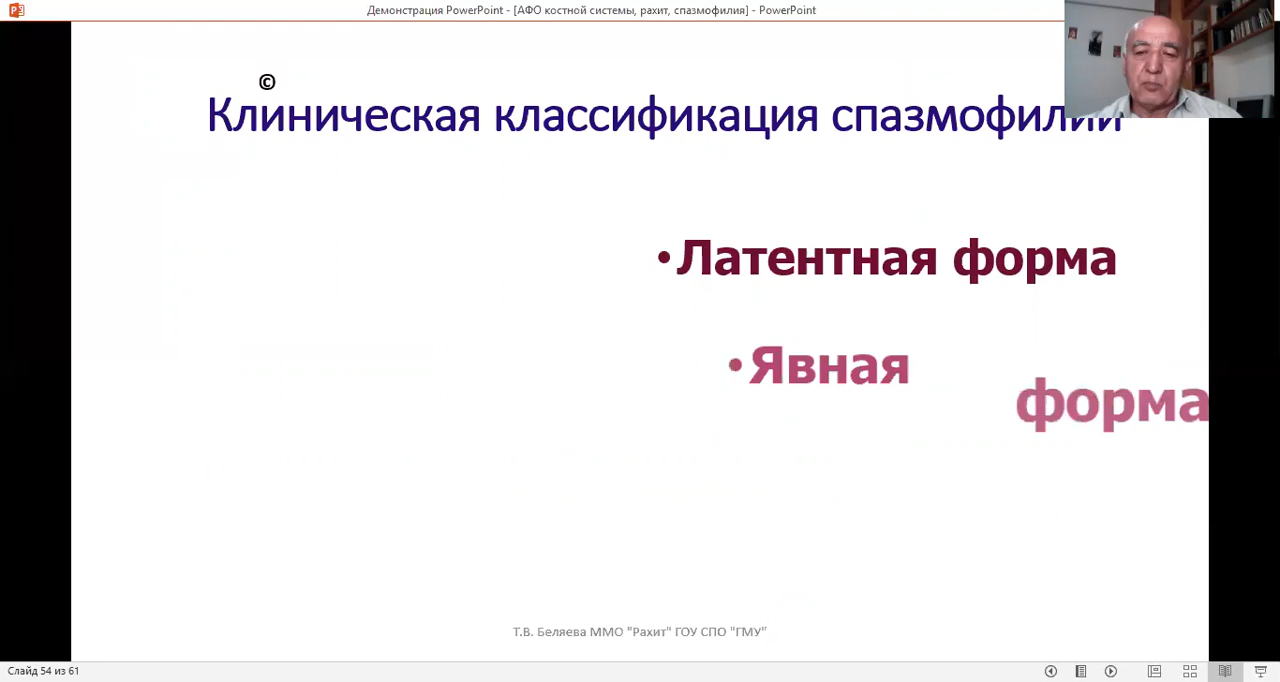 Демонстрация PowerPoint - [АФО костной системы, рахит, спазмофилия] - PowerPoint
©
Клиническая классификация спазмофилии
•Латентная форма
•Явная
форма
Т.В. Беляева ММО "Рахит" ГОУ СПО "ГМУ"
Слайд 54 из 61